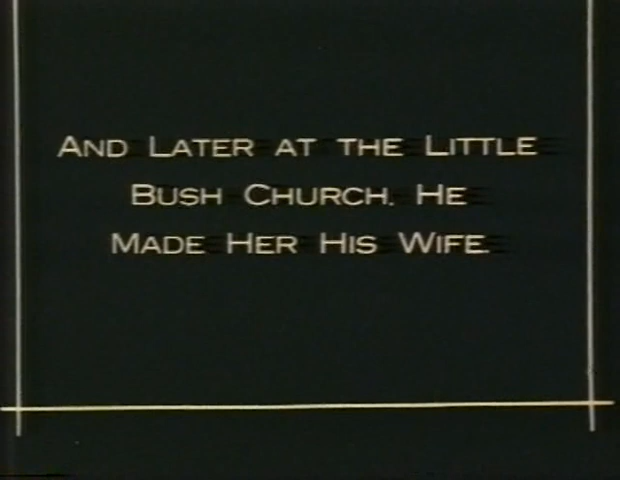 AND LATER AT THE LITTLE
BUSH CHURCH. HE
MADE HER HIS WIFE.